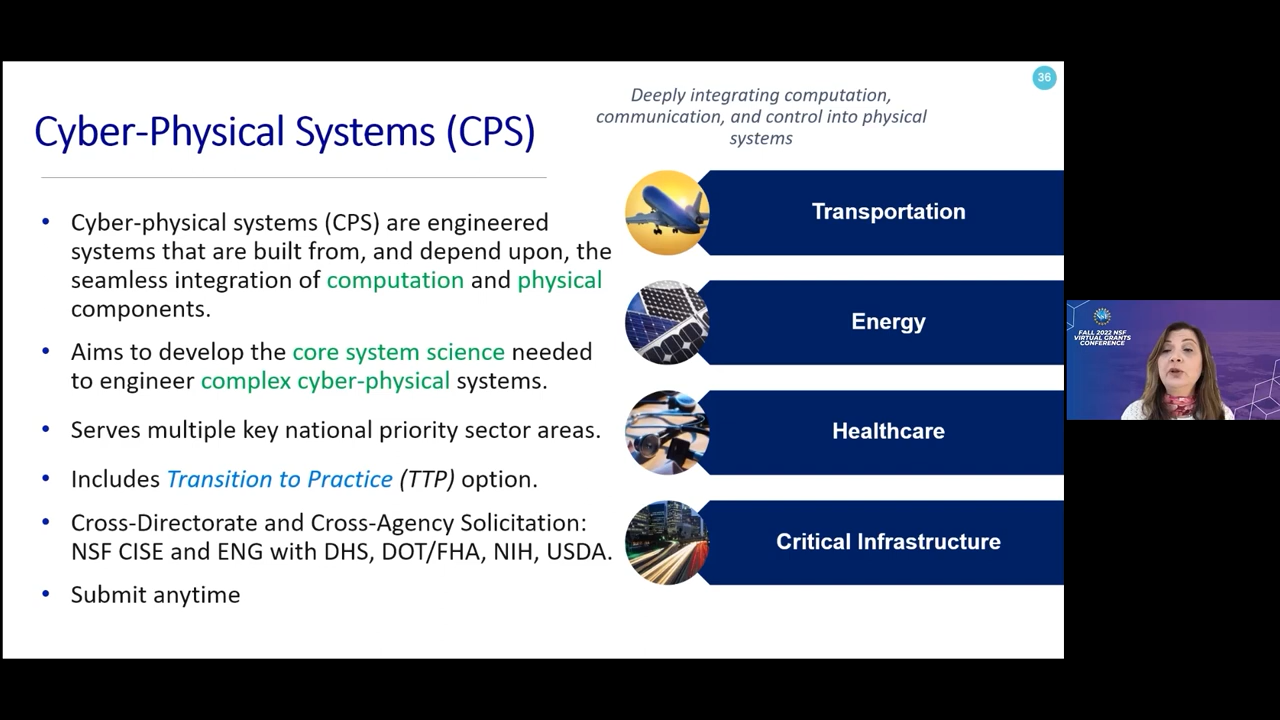 36
Cyber-Physical Systems (CPS)
Deeply integrating computation,
communication, and control into physical
systems
• Cyber-physical systems (CPS) are engineered
systems that are built from, and depend upon, the
seamless integration of computation and physical
components.
• Aims to develop the core system science needed
to engineer complex cyber-physical systems.
• Serves multiple key national priority sector areas.
• Includes Transition to Practice (TTP) option.
• Cross-Directorate and Cross-Agency Solicitation:
NSF CISE and ENG with DHS, DOT/FHA, NIH, USDA.
• Submit anytime
Transportation
Energy
Healthcare
Critical Infrastructure
FALL 2022 NSF
VIRTUAL GRANTS
CONFERENCE